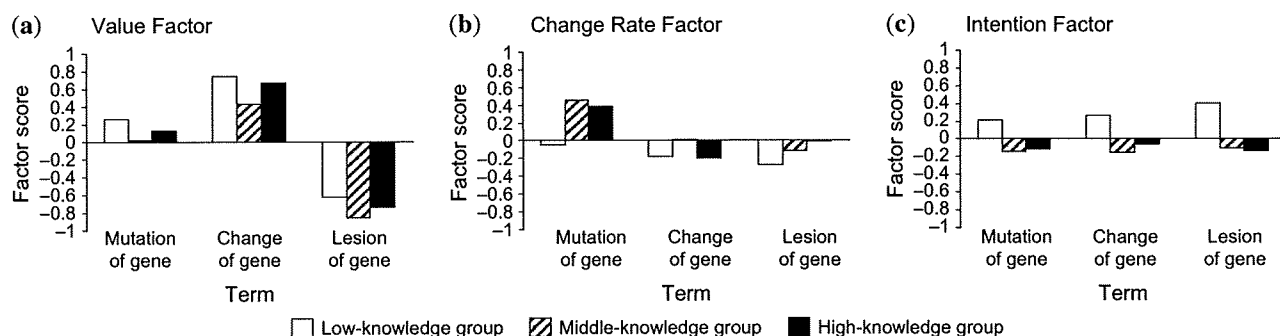 (a) Value Factor
Factor score
1
0.8
0.6
0.4
0.2
0
–0.2
–0.4
–0.6
–0.8
–1
Mutation of gene
Change of gene
Lesion of gene
Term
(b) Change Rate Factor
Factor score
1
0.8
0.6
0.4
0.2
0
–0.2
–0.4
–0.6
–0.8
–1
Mutation of gene
Change of gene
Lesion of gene
Term
(c) Intention Factor
Factor score
1
0.8
0.6
0.4
0.2
0
–0.2
–0.4
–0.6
–0.8
–1
Mutation of gene
Change of gene
Lesion of gene
Term
Low-knowledge group Middle-knowledge group High-knowledge group